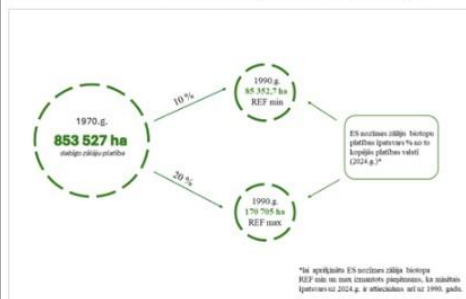 1970.g.
853 527 ha
dabīgo zālāju platība
10 %
20 %
1990.g.
85 352,7 ha
REF min
1990.g.
170 705 ha
REF max
ES nozīmes zālāju biotopu
platības īpatsvars % no to
kopējās platības valstī
(2024.g.)*
*lai aprēķinātu ES nozīmes zālāja biotopu
REF min un max izmantots pieņēmums, ka minētais
īpatsvars uz 2024.g. ir attiecināms arī uz 1990. gadu.